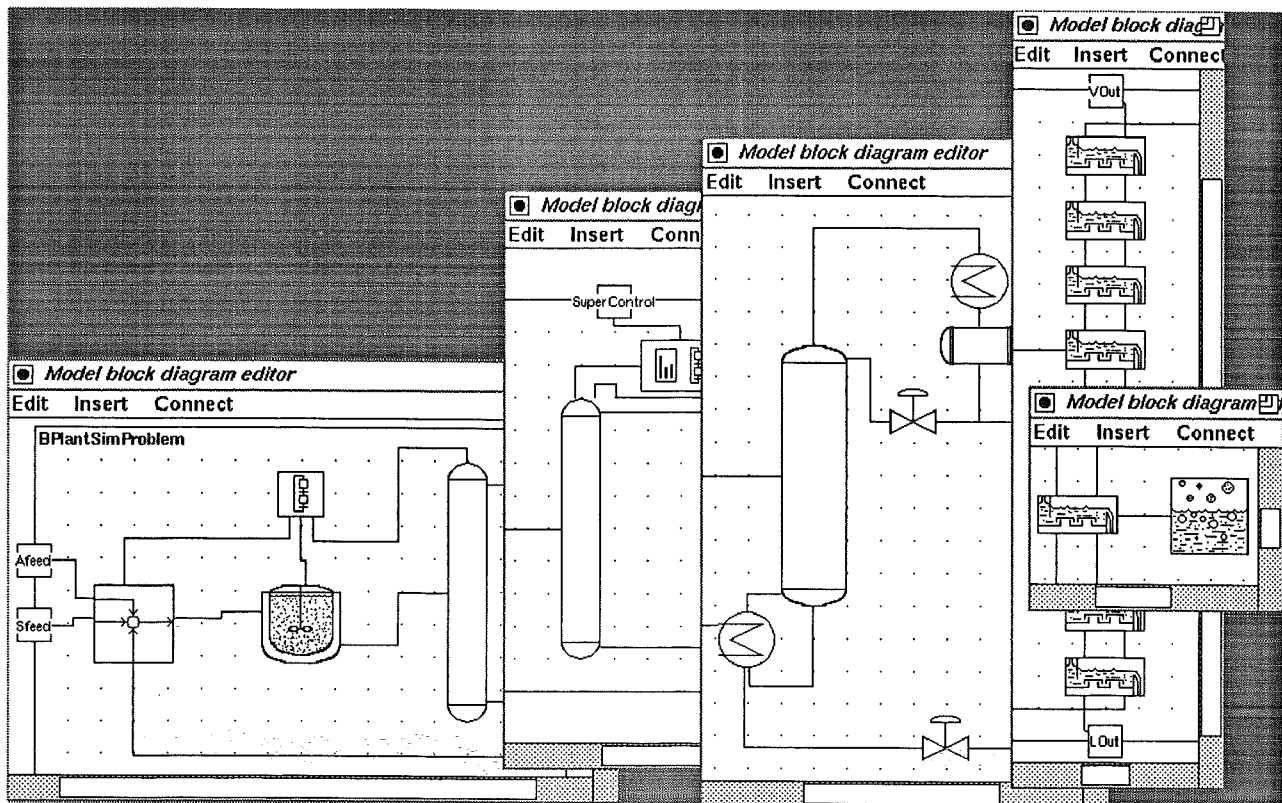 Model block diag
Edit Insert Connect
VOut
Model block diagram editor
Edit Insert Connect
Model block diag
Edit Insert Conn
SuperControl
Model block diagram editor
Edit Insert Connect
BPlantSimProblem
Afeed
Sfeed
Model block diagram
Edit Insert Connect
LOut